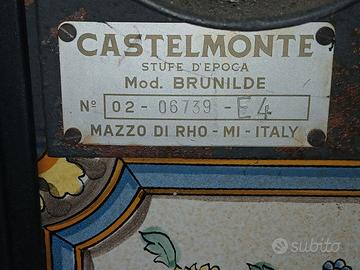 CASTELMONTE
STUFE D'EPOCA
Mod. BRUNILDE
Nº 02-06739-E4
MAZZO DI RHO - MI - ITALY
subito